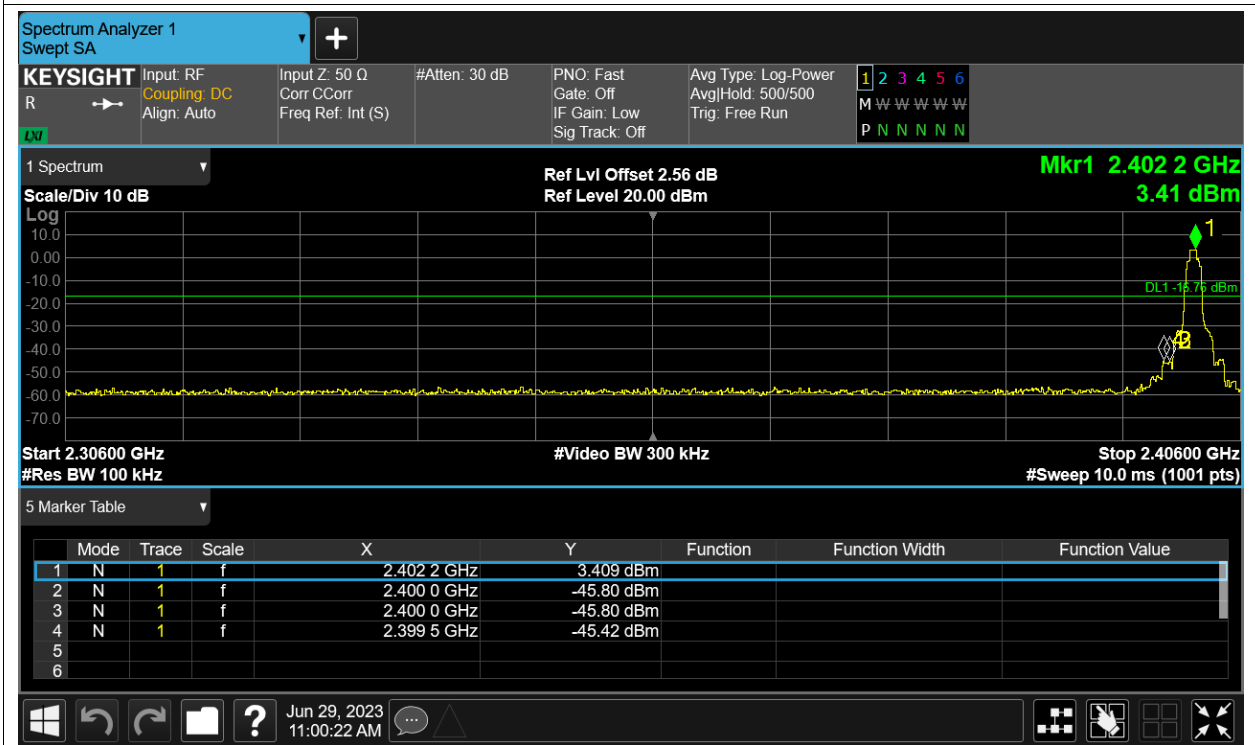 Spectrum Analyzer 1
Swept SA
KEYSIGHT Input: RF Input Z: 50 Ω #Atten: 30 dB PNO: Fast Avg Type: Log-Power 1 2 3 4 5 6
R Coupling: DC Corr CCorr Gate: Off Avg|Hold: 500/500 M W W W W W
Align: Auto Freq Ref: Int (S) IF Gain: Low Trig: Free Run
LXI Sig Track: Off P N N N N N
1 Spectrum Ref Lvl Offset 2.56 dB Mkr1 2.402 2 GHz
Scale/Div 10 dB Ref Level 20.00 dBm 3.41 dBm
Log
1
10.0
0.00
-10.0
DL1 -16.76 dBm
-20.0
-30.0
-40.0
-50.0
-60.0
-70.0
Start 2.30600 GHz #Video BW 300 kHz Stop 2.40600 GHz
#Res BW 100 kHz #Sweep 10.0 ms (1001 pts)
5 Marker Table
Mode Trace Scale X Y Function Function Width Function Value
1 N 1 f 2.402 2 GHz 3.409 dBm
2 N 1 f 2.400 0 GHz -45.80 dBm
3 N 1 f 2.400 0 GHz -45.80 dBm
4 N 1 f 2.399 5 GHz -45.42 dBm
5
6
? Jun 29, 2023
11:00:22 AM